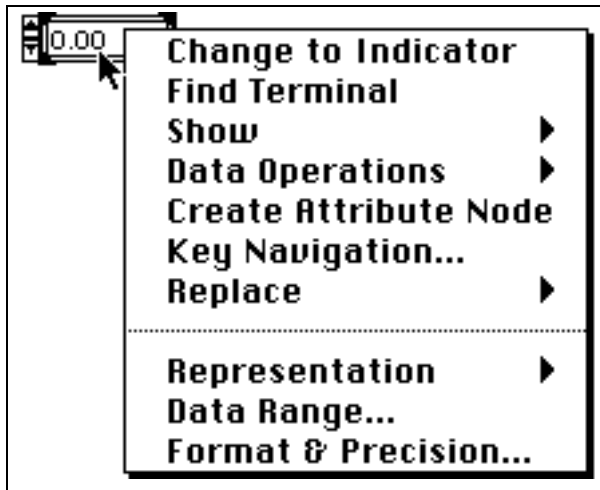 0.00
Change to Indicator
Find Terminal
Show
Data Operations
Create Attribute Node
Key Navigation...
Replace
Representation
Data Range...
Format & Precision...